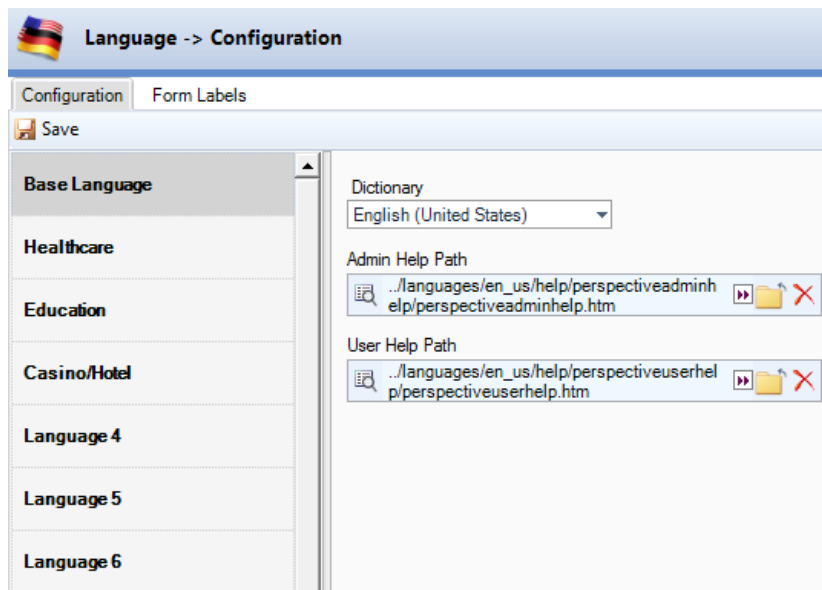 Language -> Configuration
Configuration Form Labels
Save
Base Language
Healthcare
Education
Casino/Hotel
Language 4
Language 5
Language 6
Dictionary
English (United States)
Admin Help Path
../languages/en_us/help/perspectiveadminh
elp/perspectiveadminhelp.htm
User Help Path
../languages/en_us/help/perspectiveuserhel
p/perspectiveuserhelp.htm